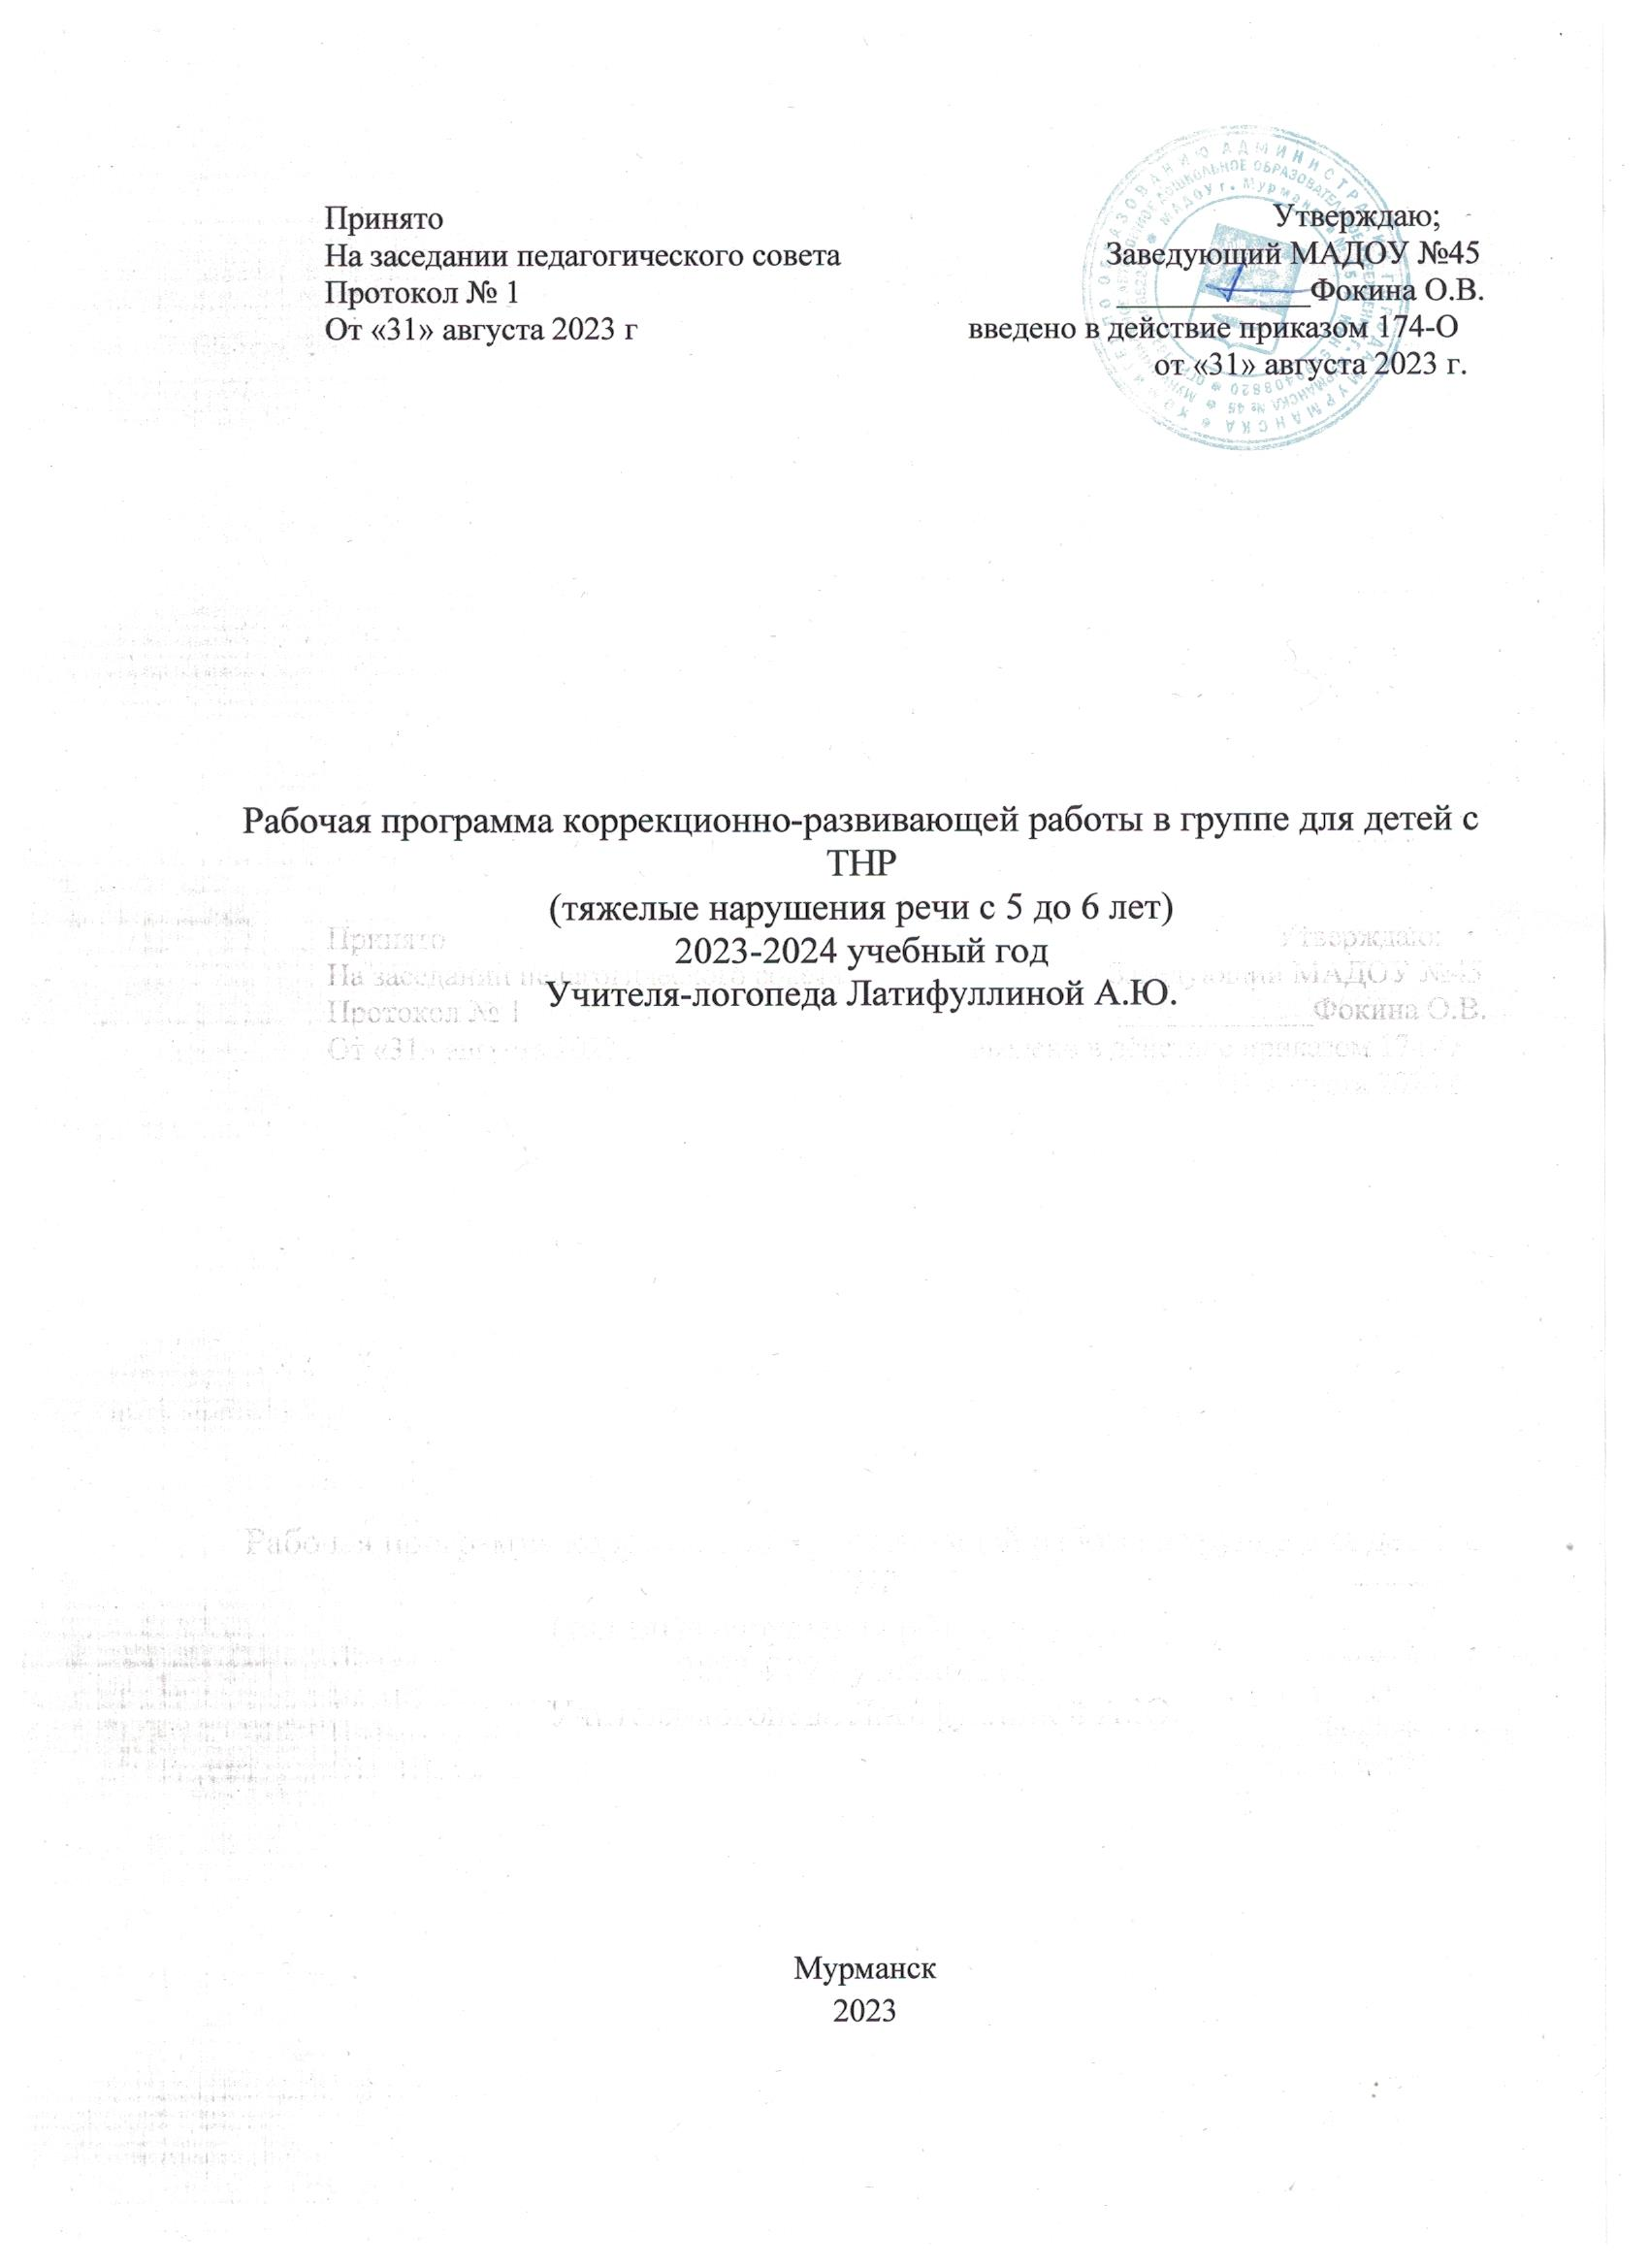 Принято
На заседании педагогического совета
Протокол № 1
От «31» августа 2023 г
Утверждаю;
Заведующий МАДОУ №45
____________Фокина О.В.
введено в действие приказом 174-О
от «31» августа 2023 г.
Рабочая программа коррекционно-развивающей работы в группе для детей с
ТНР
(тяжелые нарушения речи с 5 до 6 лет)
2023-2024 учебный год
Учителя-логопеда Латифуллиной А.Ю.
Мурманск
2023